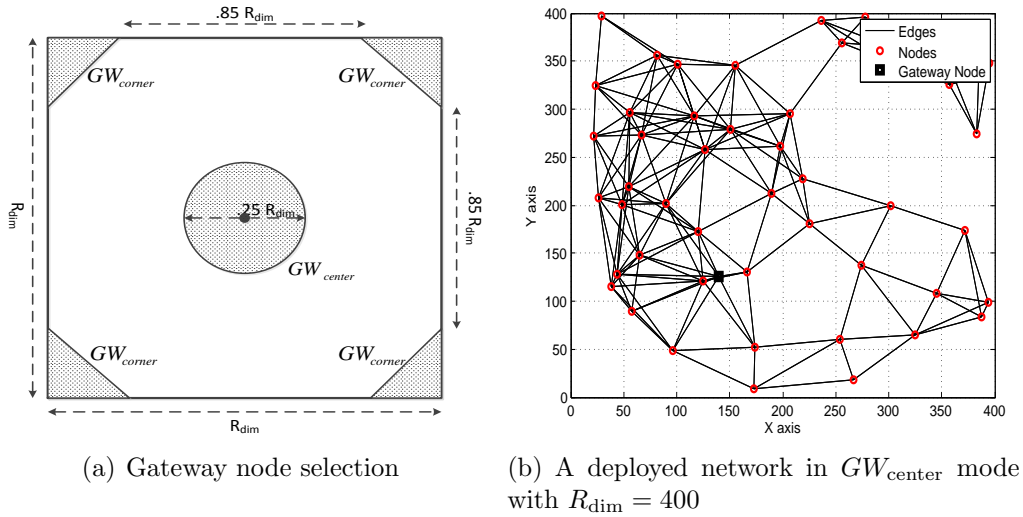 .85 R_dim
GW_corner
GW_corner
R_dim
.85 R_dim
.25 R_dim
GW_center
GW_corner
GW_corner
R_dim
(a) Gateway node selection
400
350
300
250
200
150
100
50
0
Y axis
Edges
Nodes
Gateway Node
0 50 100 150 200 250 300 350 400
X axis
(b) A deployed network in GW_center mode
with R_dim = 400